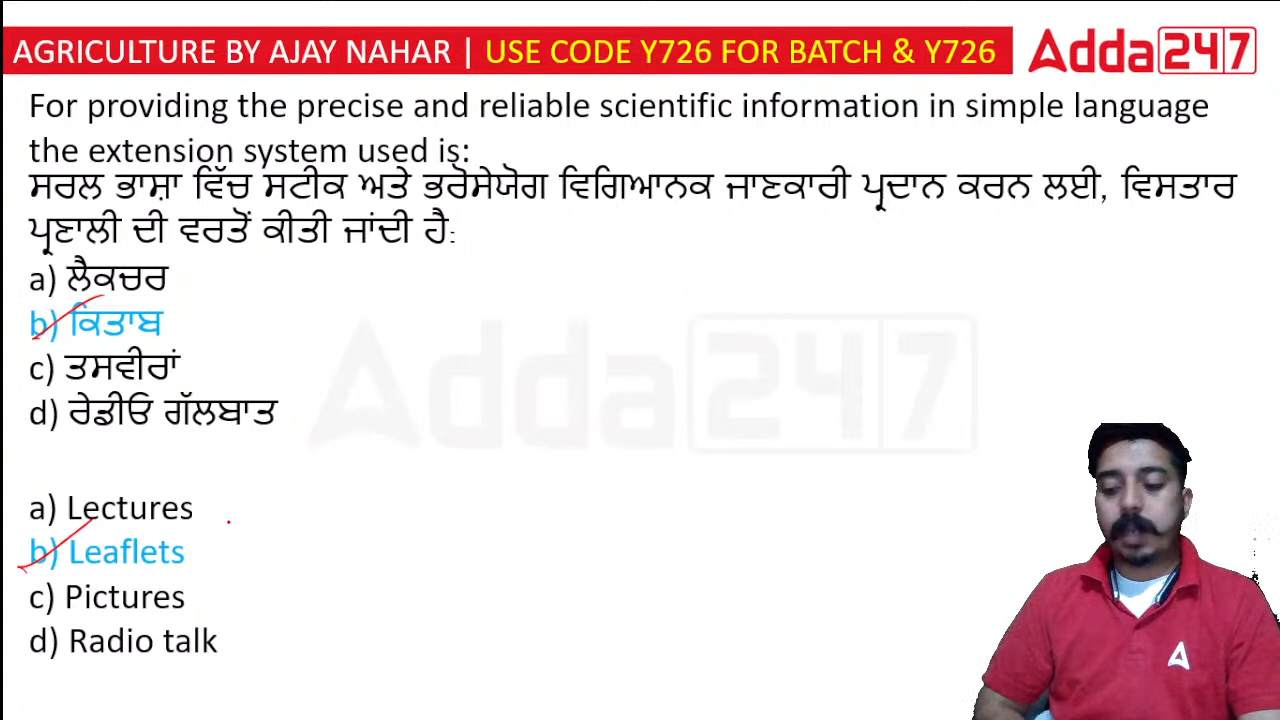 AGRICULTURE BY AJAY NAHAR | USE CODE Y726 FOR BATCH & Y726
Adda247
For providing the precise and reliable scientific information in simple language
the extension system used is:
ਸਰਲ ਭਾਸ਼ਾ ਵਿੱਚ ਸਟੀਕ ਅਤੇ ਭਰੋਸੇਯੋਗ ਵਿਗਿਆਨਕ ਜਾਣਕਾਰੀ ਪ੍ਰਦਾਨ ਕਰਨ ਲਈ, ਵਿਸਤਾਰ
ਪ੍ਰਣਾਲੀ ਦੀ ਵਰਤੋਂ ਕੀਤੀ ਜਾਂਦੀ ਹੈ:
a) ਲੈਕਚਰ
b) ਕਿਤਾਬ
c) ਤਸਵੀਰਾਂ
d) ਰੇਡੀਓ ਗੱਲਬਾਤ
Adda247
a) Lectures
b) Leaflets
c) Pictures
d) Radio talk